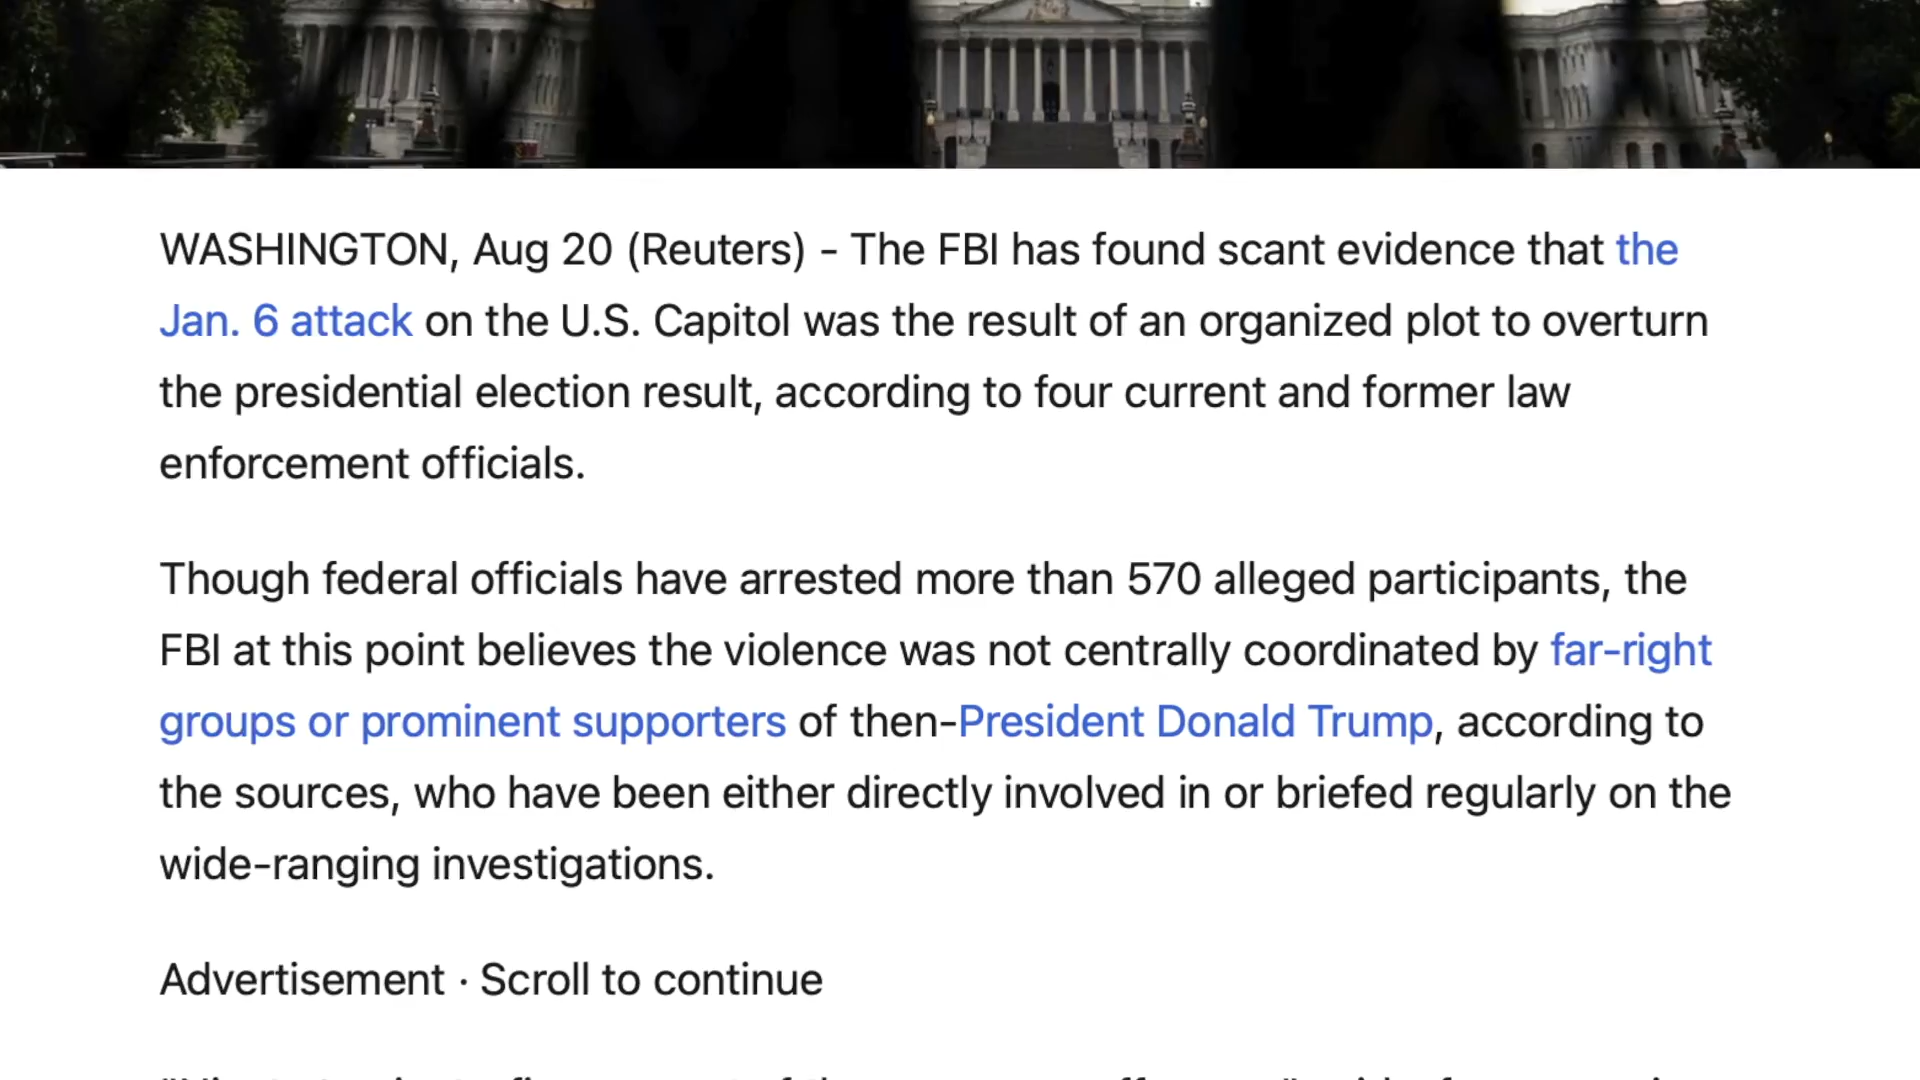 WASHINGTON, Aug 20 (Reuters) - The FBI has found scant evidence that the
Jan. 6 attack on the U.S. Capitol was the result of an organized plot to overturn
the presidential election result, according to four current and former law
enforcement officials.
Though federal officials have arrested more than 570 alleged participants, the
FBI at this point believes the violence was not centrally coordinated by far-right
groups or prominent supporters of then-President Donald Trump, according to
the sources, who have been either directly involved in or briefed regularly on the
wide-ranging investigations.
Advertisement · Scroll to continue